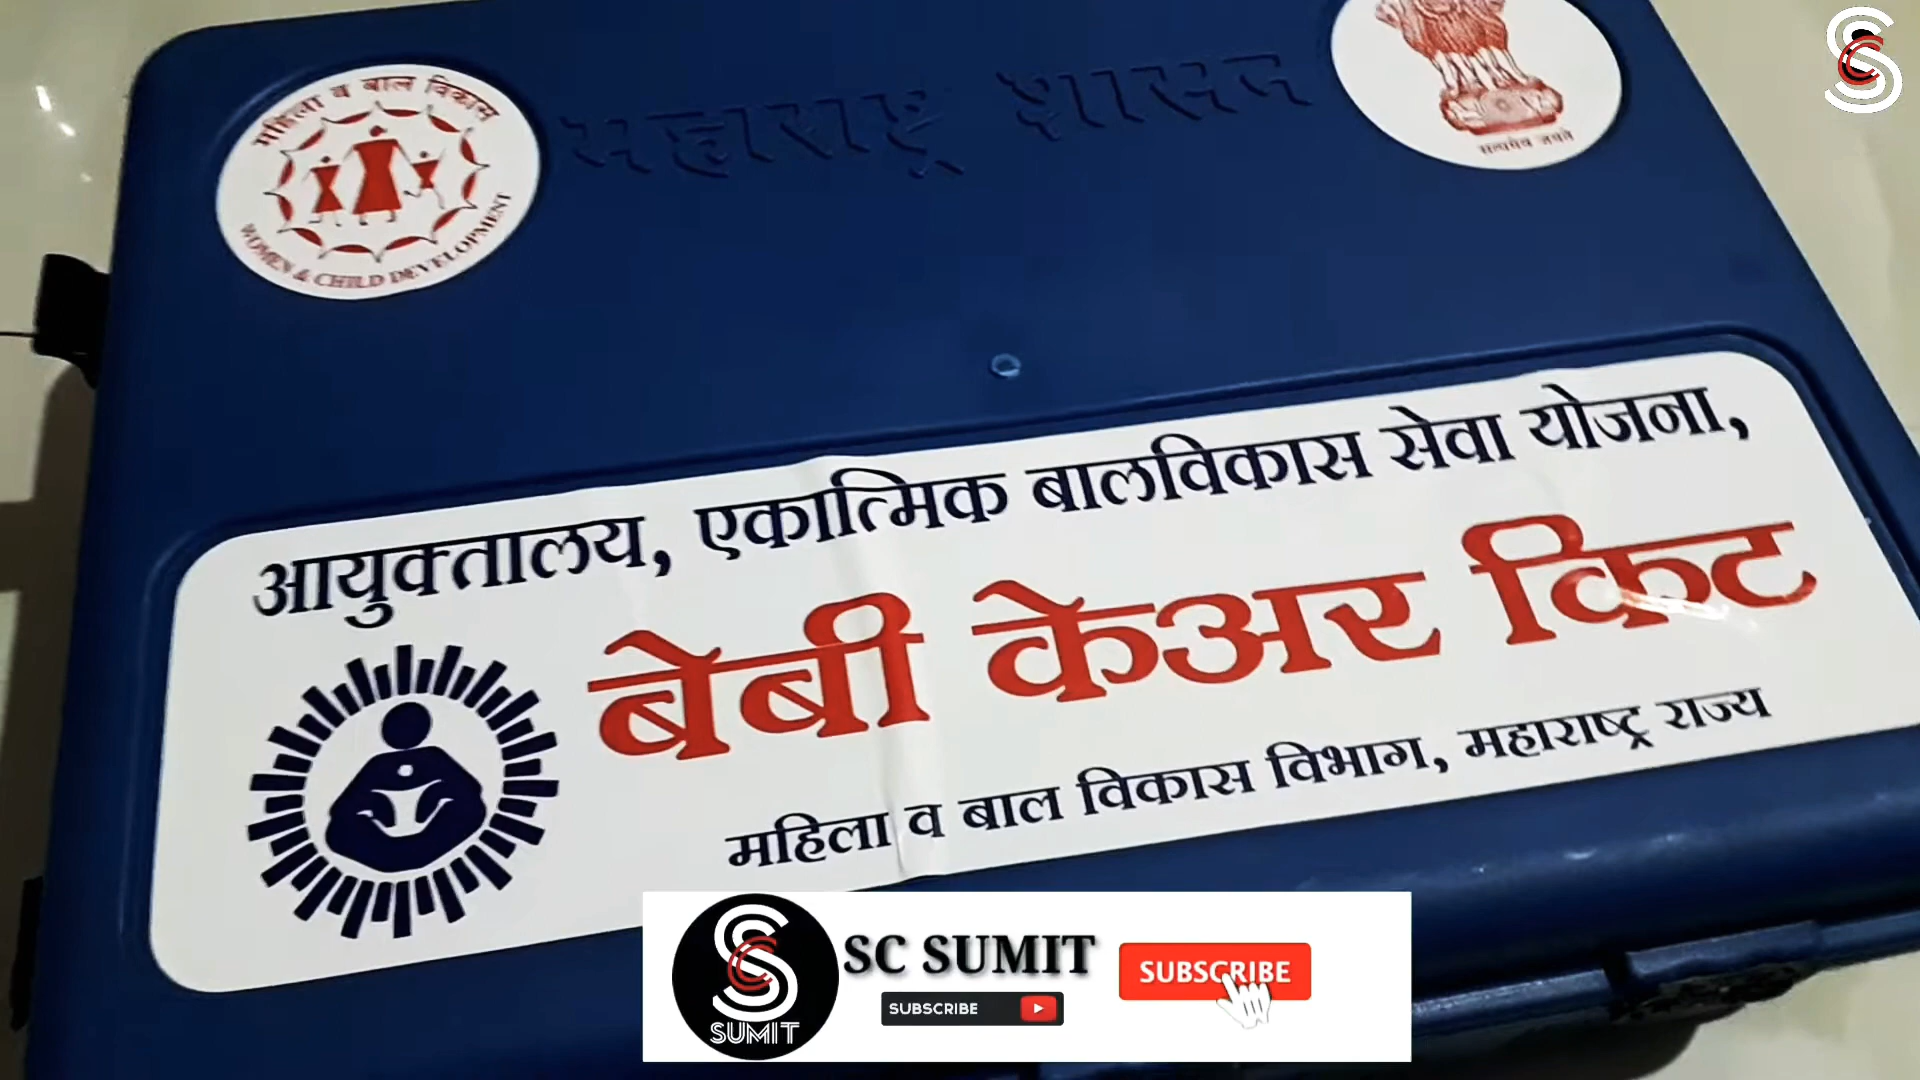 महिला व बाल विकास
WOMEN & CHILD DEVELOPMENT
महाराष्ट्र शासन
सत्यमेव जयते
आयुक्तालय, एकात्मिक बालविकास सेवा योजना,
बेबी केअर किट
महिला व बाल विकास विभाग, महाराष्ट्र राज्य
SC SUMIT
SUBSCRIBE
SUBSCRIBE
SUMIT